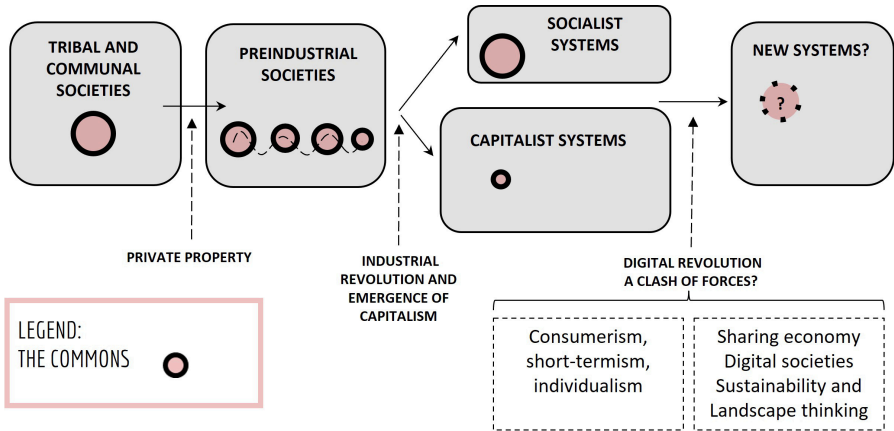 TRIBAL AND
COMMUNAL
SOCIETIES
PREINDUSTRIAL
SOCIETIES
SOCIALIST
SYSTEMS
CAPITALIST SYSTEMS
NEW SYSTEMS?
?
PRIVATE PROPERTY
INDUSTRIAL
REVOLUTION AND
EMERGENCE OF
CAPITALISM
DIGITAL REVOLUTION
A CLASH OF FORCES?
Consumerism,
short-termism,
individualism
Sharing economy
Digital societies
Sustainability and
Landscape thinking
LEGEND:
THE COMMONS